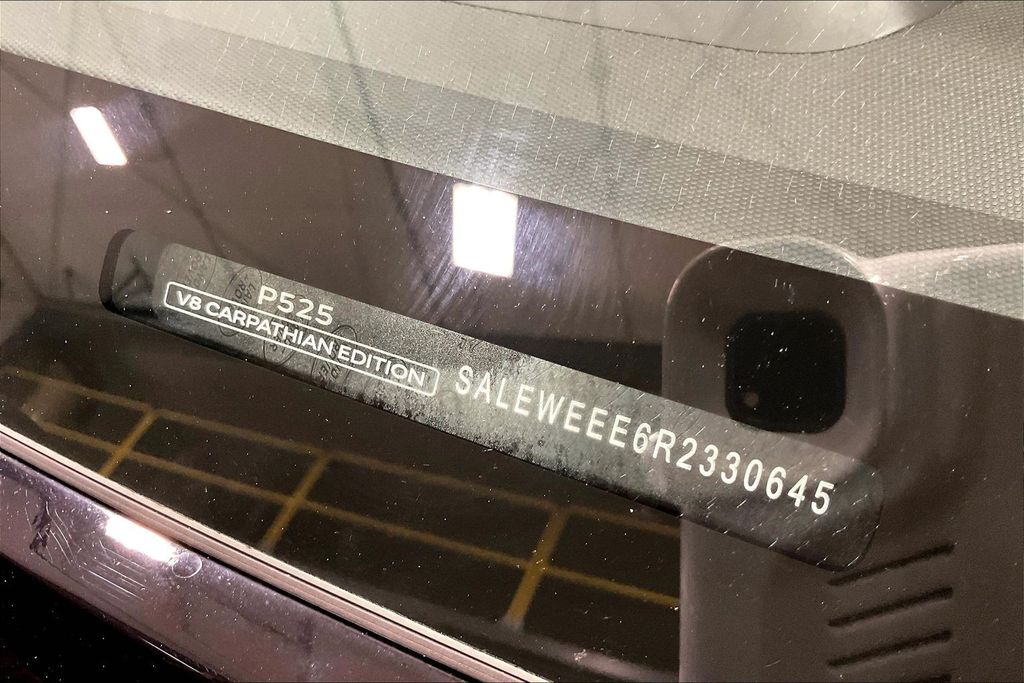 P525
V8 CARPATHIAN EDITION
SALEWEEE6R2330645